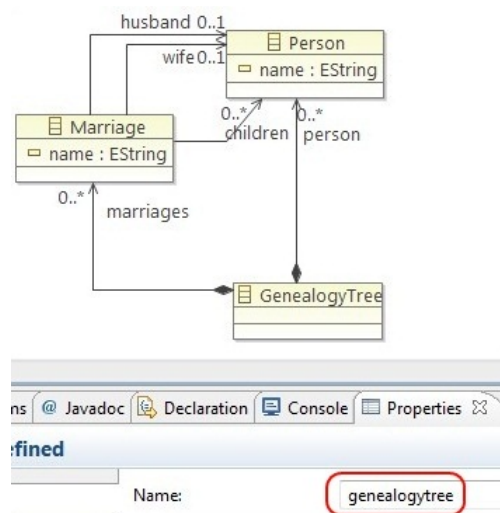 husband 0..1
wife 0..1
Person
name : EString
Marriage
name : EString
0..*
children
0..*
person
0..*
marriages
GenealogyTree
ns @ Javadoc Declaration Console Properties
efined
Name: genealogytree